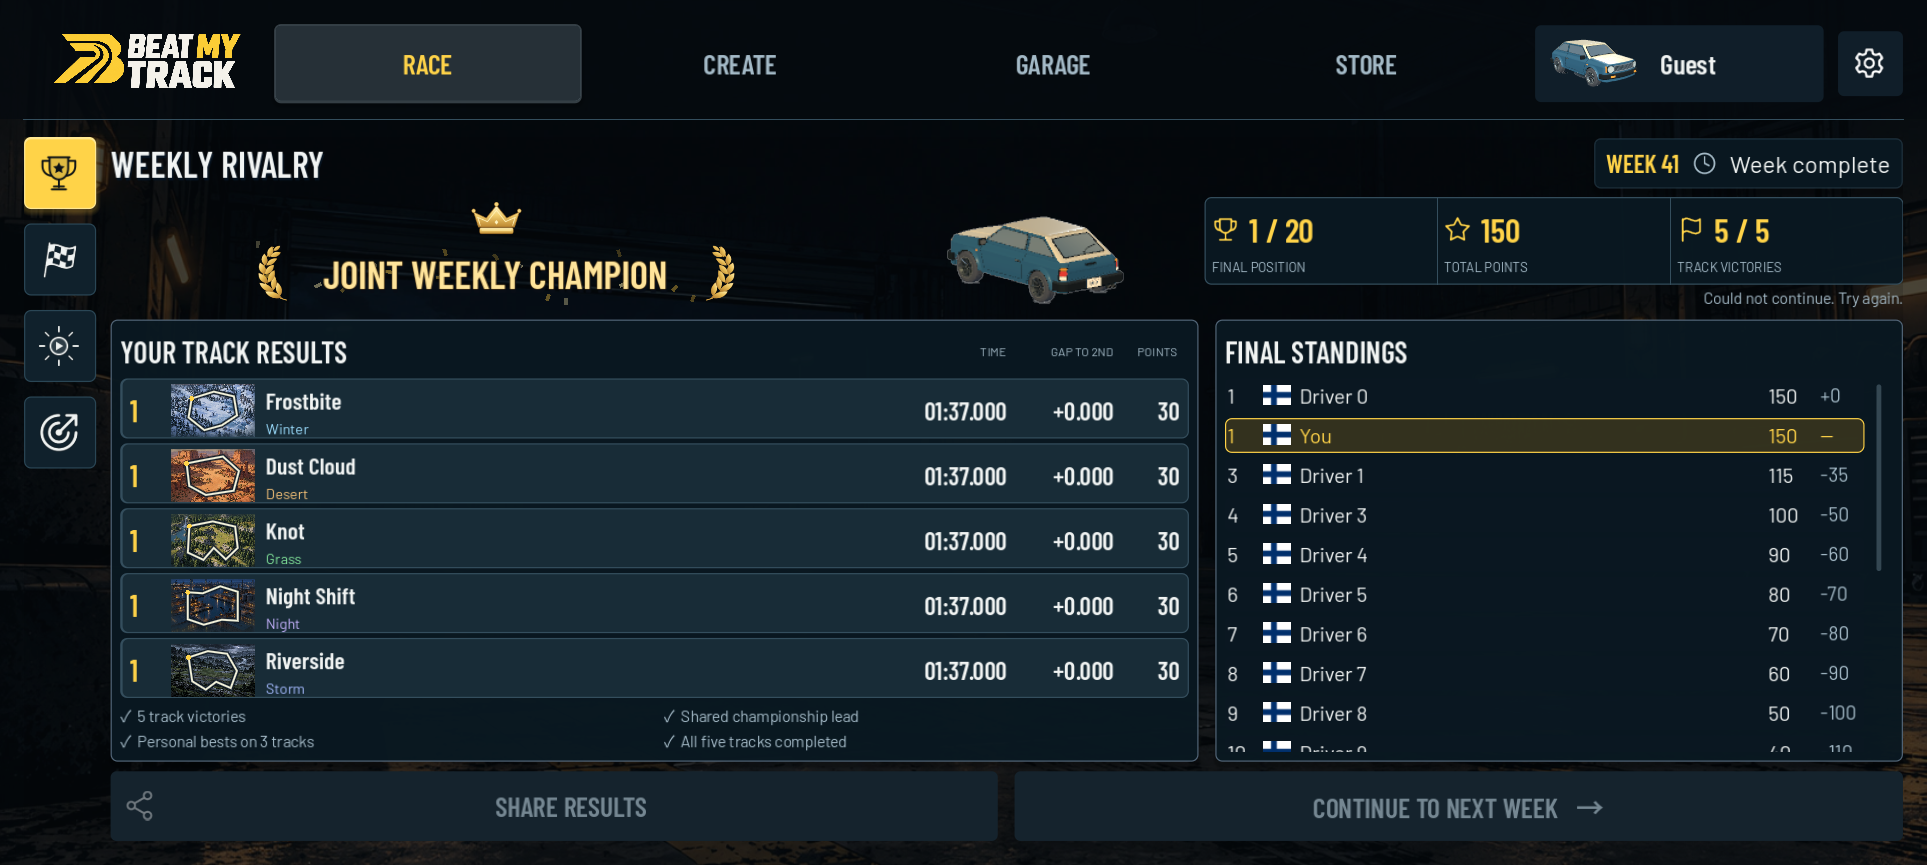 BEAT MY
TRACK
RACE
CREATE
GARAGE
STORE
Guest
WEEKLY RIVALRY
WEEK 41 Week complete
JOINT WEEKLY CHAMPION
1 / 20
FINAL POSITION
150
TOTAL POINTS
5 / 5
TRACK VICTORIES
Could not continue. Try again.
YOUR TRACK RESULTS TIME GAP TO 2ND POINTS
1 Frostbite 01:37.000 +0.000 30
Winter
1 Dust Cloud 01:37.000 +0.000 30
Desert
1 Knot 01:37.000 +0.000 30
Grass
1 Night Shift 01:37.000 +0.000 30
Night
1 Riverside 01:37.000 +0.000 30
Storm
✓ 5 track victories
✓ Shared championship lead
✓ Personal bests on 3 tracks
✓ All five tracks completed
FINAL STANDINGS
1 Driver 0 150 +0
1 You 150 —
3 Driver 1 115 -35
4 Driver 3 100 -50
5 Driver 4 90 -60
6 Driver 5 80 -70
7 Driver 6 70 -80
8 Driver 7 60 -90
9 Driver 8 50 -100
10 Driver 9 40 -110
SHARE RESULTS
CONTINUE TO NEXT WEEK →